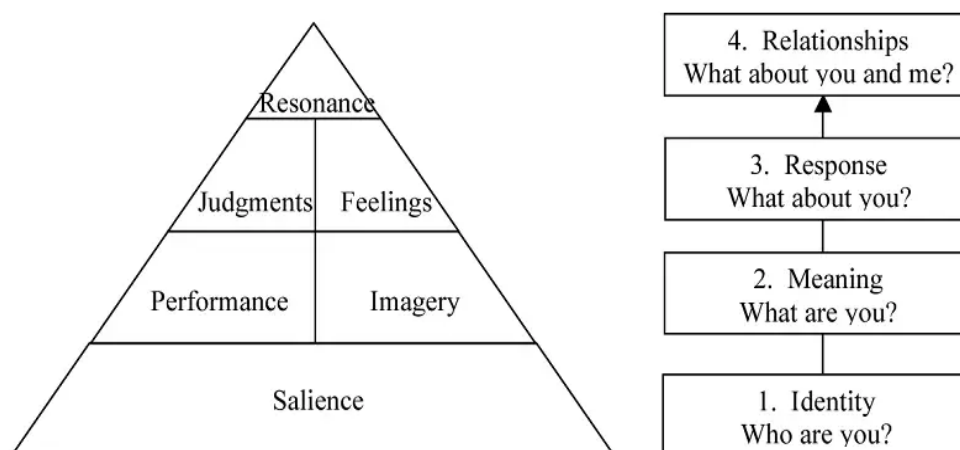 Resonance
Judgments
Feelings
Performance
Imagery
Salience
4. Relationships
What about you and me?
3. Response
What about you?
2. Meaning
What are you?
1. Identity
Who are you?